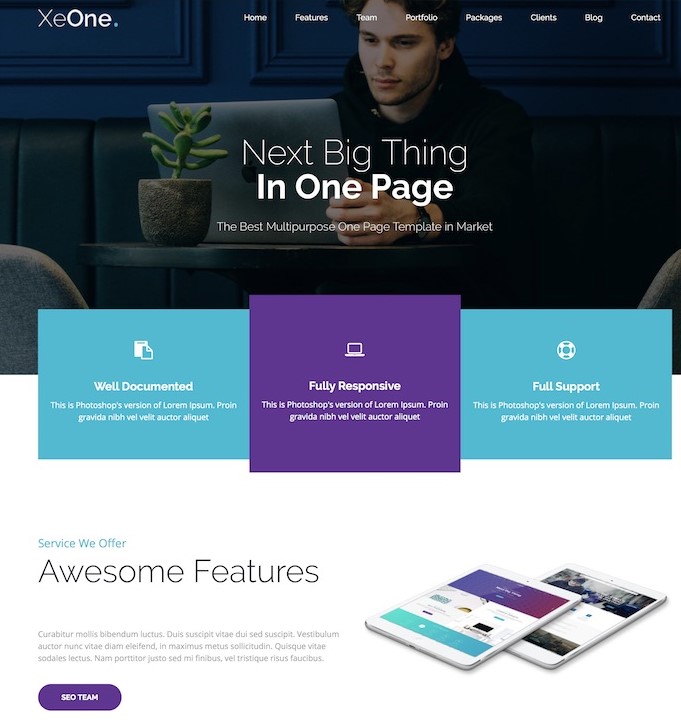 XeOne.
Home Features Team Portfolio Packages Clients Blog Contact
Next Big Thing
In One Page
The Best Multipurpose One Page Template in Market
Well Documented
This is Photoshop's version of Lorem Ipsum. Proin
gravida nibh vel velit auctor aliquet
Fully Responsive
This is Photoshop's version of Lorem Ipsum. Proin
gravida nibh vel velit auctor aliquet
Full Support
This is Photoshop's version of Lorem Ipsum. Proin
gravida nibh vel velit auctor aliquet
Service We Offer
Awesome Features
Curabitur mollis bibendum luctus. Duis suscipit vitae dui sed suscipit. Vestibulum
auctor nunc vitae diam eleifend, in maximus metus sollicitudin. Quisque vitae
sodales lectus. Nam porttitor justo sed mi finibus, vel tristique risus faucibus.
SEO TEAM